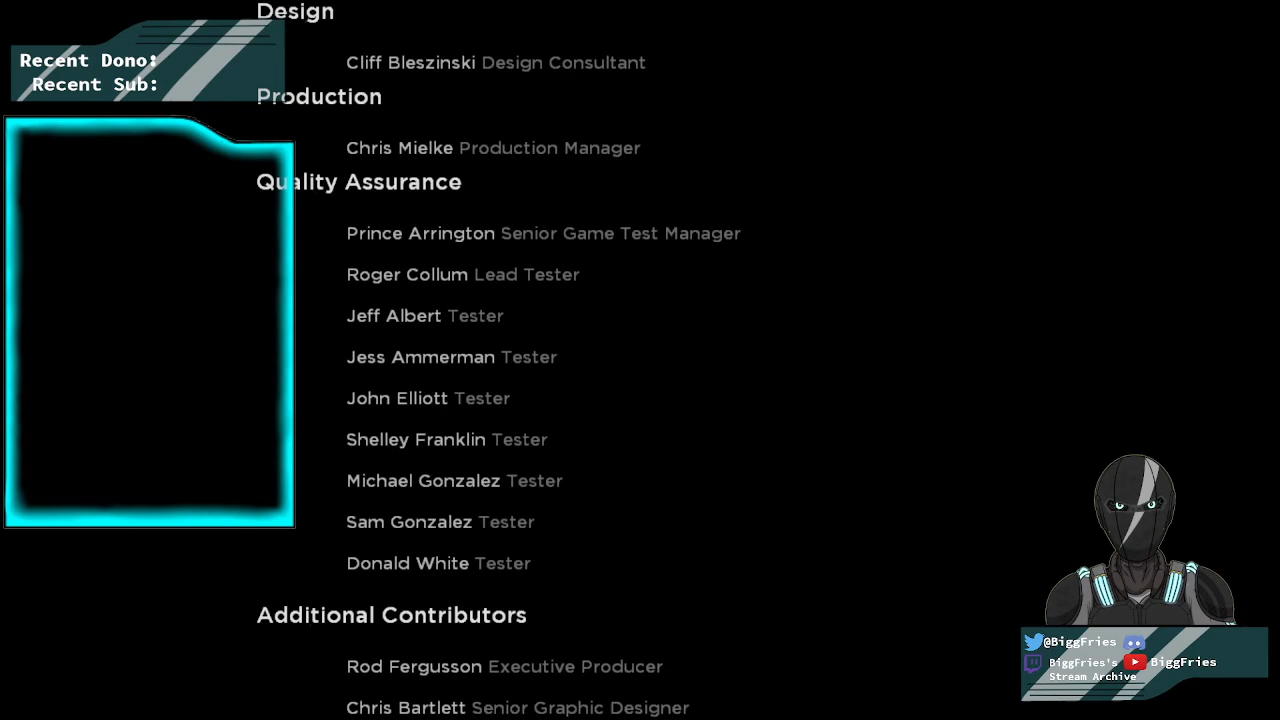 Design
Recent Dono:
Recent Sub:
Cliff Bleszinski Design Consultant
Production
Chris Mielke Production Manager
Quality Assurance
Prince Arrington Senior Game Test Manager
Roger Collum Lead Tester
Jeff Albert Tester
Jess Ammerman Tester
John Elliott Tester
Shelley Franklin Tester
Michael Gonzalez Tester
Sam Gonzalez Tester
Donald White Tester
Additional Contributors
Rod Fergusson Executive Producer
Chris Bartlett Senior Graphic Designer
@BiggFries
BiggFries's
Stream Archive
BiggFries